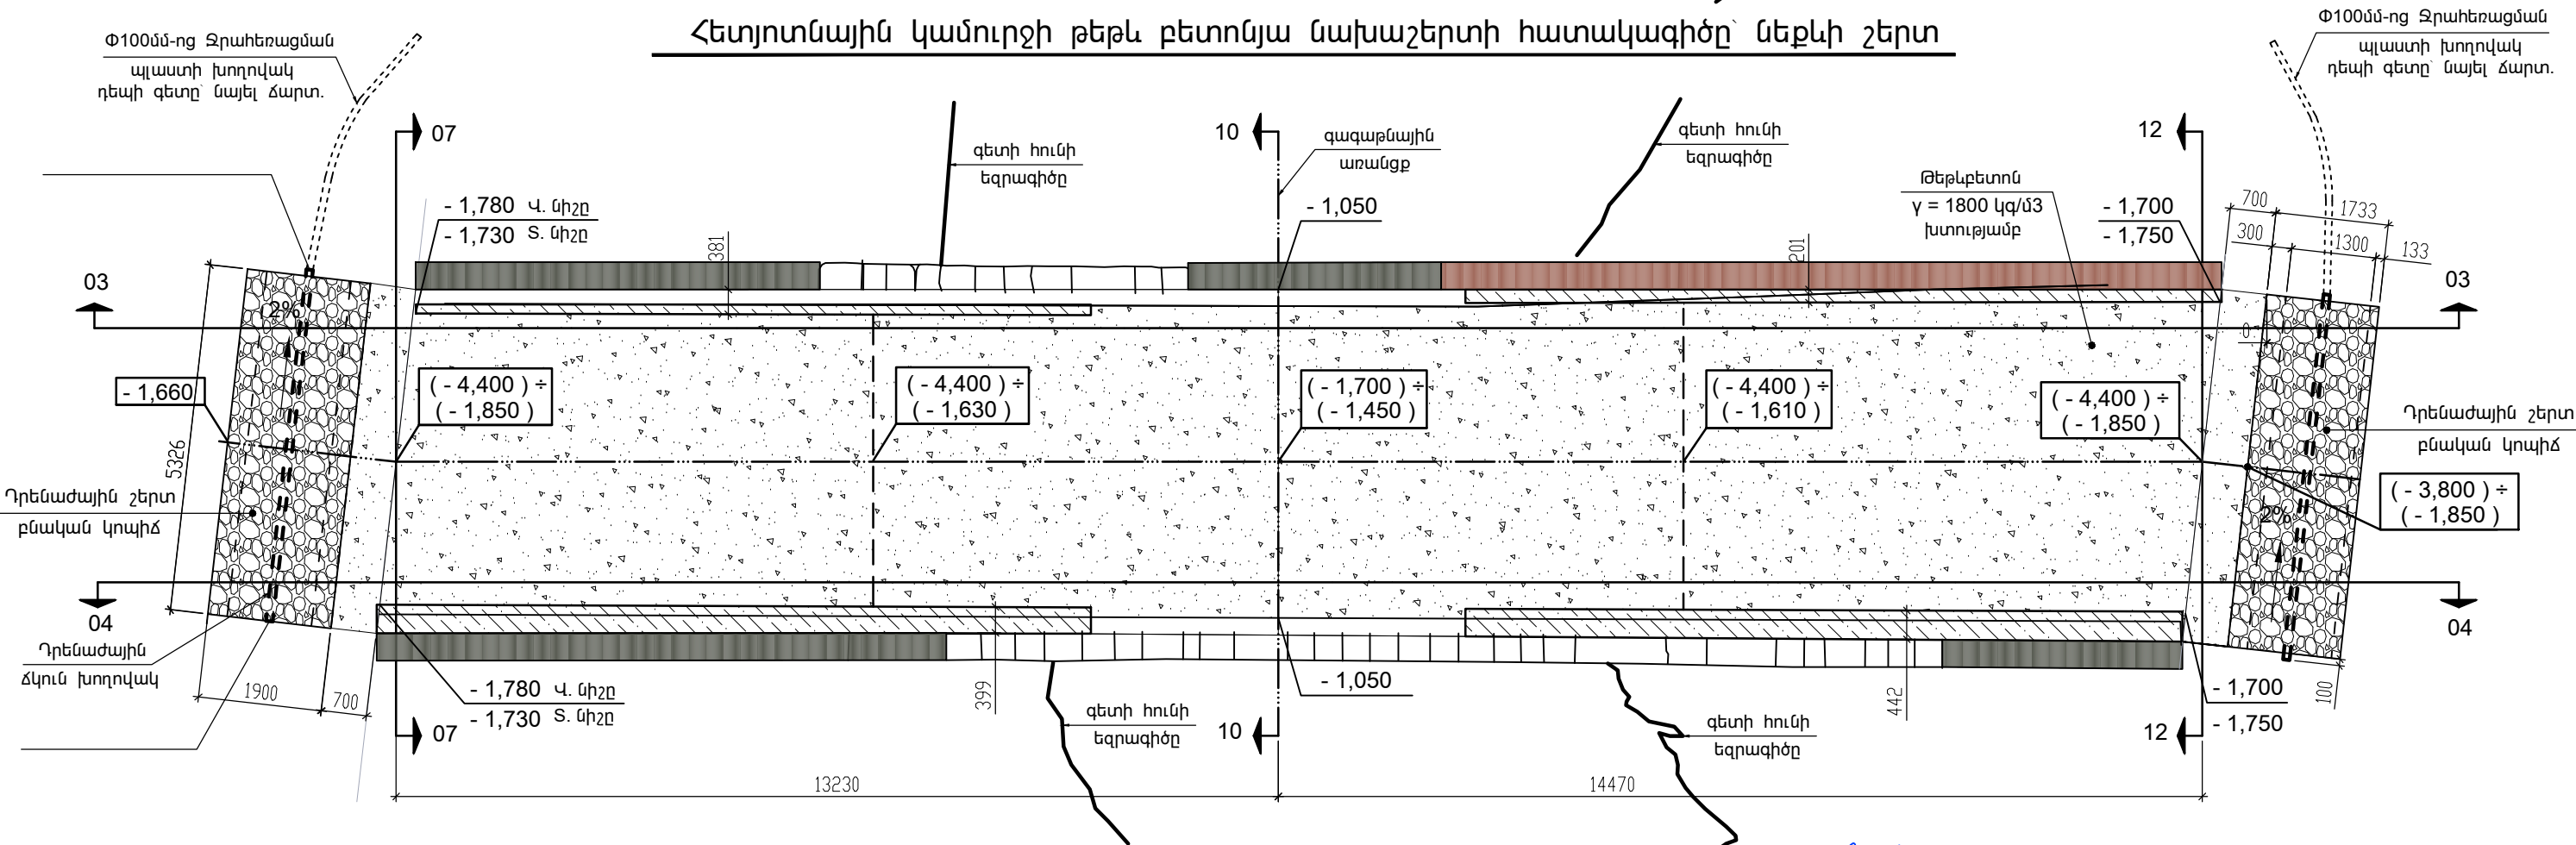 Հետյոտնային կամուրջի թեթև բետոնյա նախաշերտի հատակագիծը՝ ներքևի շերտ
Φ100մմ-ոց Ջրահեռացման
պլաստի խողովակ
դեպի գետը՝ նայել ճարտ.
Φ100մմ-ոց Ջրահեռացման
պլաստի խողովակ
դեպի գետը՝ նայել ճարտ.
07
10
12
գետի հունի
եզրագիծը
գագաթնային
առանցք
գետի հունի
եզրագիծը
Թեթևբետոն
γ = 1800 կգ/մ3
խտությամբ
- 1,780 Վ. նիշը
- 1,730 Տ. նիշը
- 1,050
- 1,700
- 1,750
700
1733
300
1300
133
381
201
03
03
2%
0
- 1,660
( - 4,400 ) ÷
( - 1,850 )
( - 4,400 ) ÷
( - 1,630 )
( - 1,700 ) ÷
( - 1,450 )
( - 4,400 ) ÷
( - 1,610 )
( - 4,400 ) ÷
( - 1,850 )
Դրենաժային շերտ
բնական կոպիճ
5326
( - 3,800 ) ÷
( - 1,850 )
Դրենաժային շերտ
բնական կոպիճ
2%
04
04
Դրենաժային
ճկուն խողովակ
1900
700
- 1,780 Վ. նիշը
- 1,730 Տ. նիշը
399
- 1,050
442
- 1,700
- 1,750
100
07
10
12
գետի հունի
եզրագիծը
գետի հունի
եզրագիծը
13230
14470